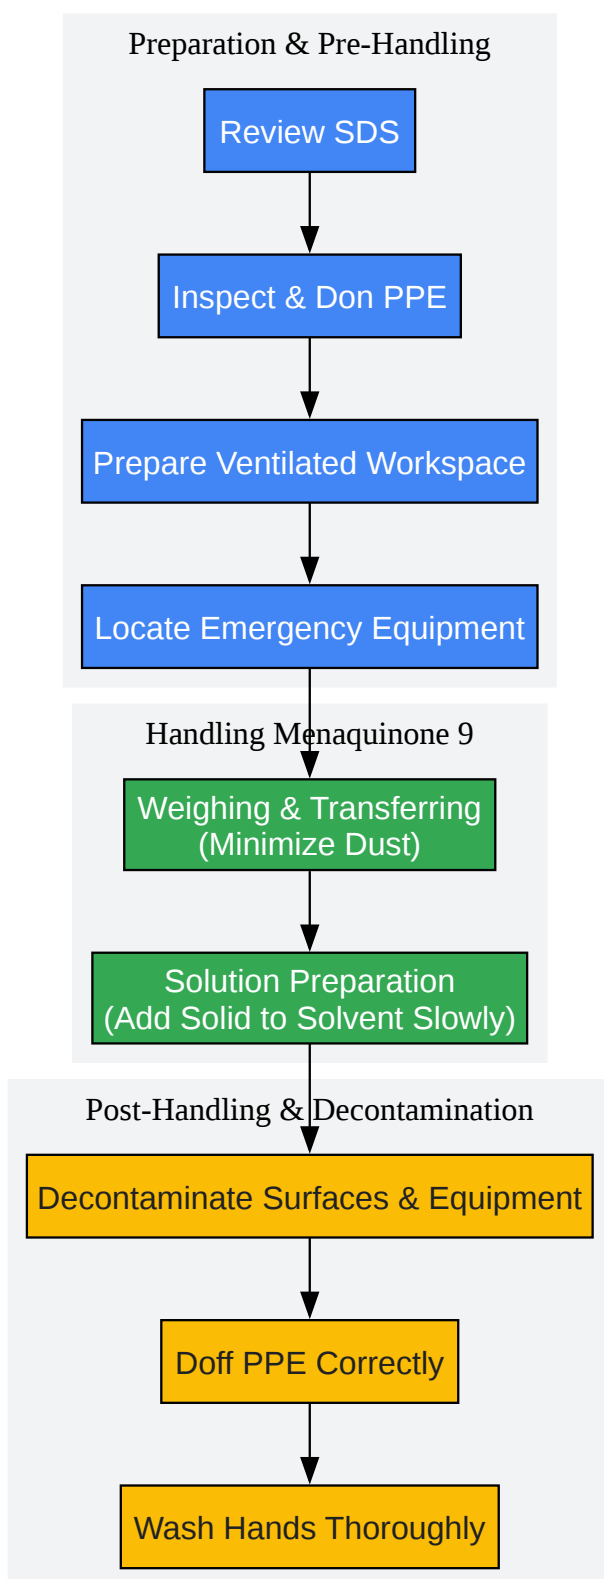 Preparation & Pre-Handling
Review SDS
Inspect & Don PPE
Prepare Ventilated Workspace
Locate Emergency Equipment
Handling Menaquinone 9
Weighing & Transferring
(Minimize Dust)
Solution Preparation
(Add Solid to Solvent Slowly)
Post-Handling & Decontamination
Decontaminate Surfaces & Equipment
Doff PPE Correctly
Wash Hands Thoroughly